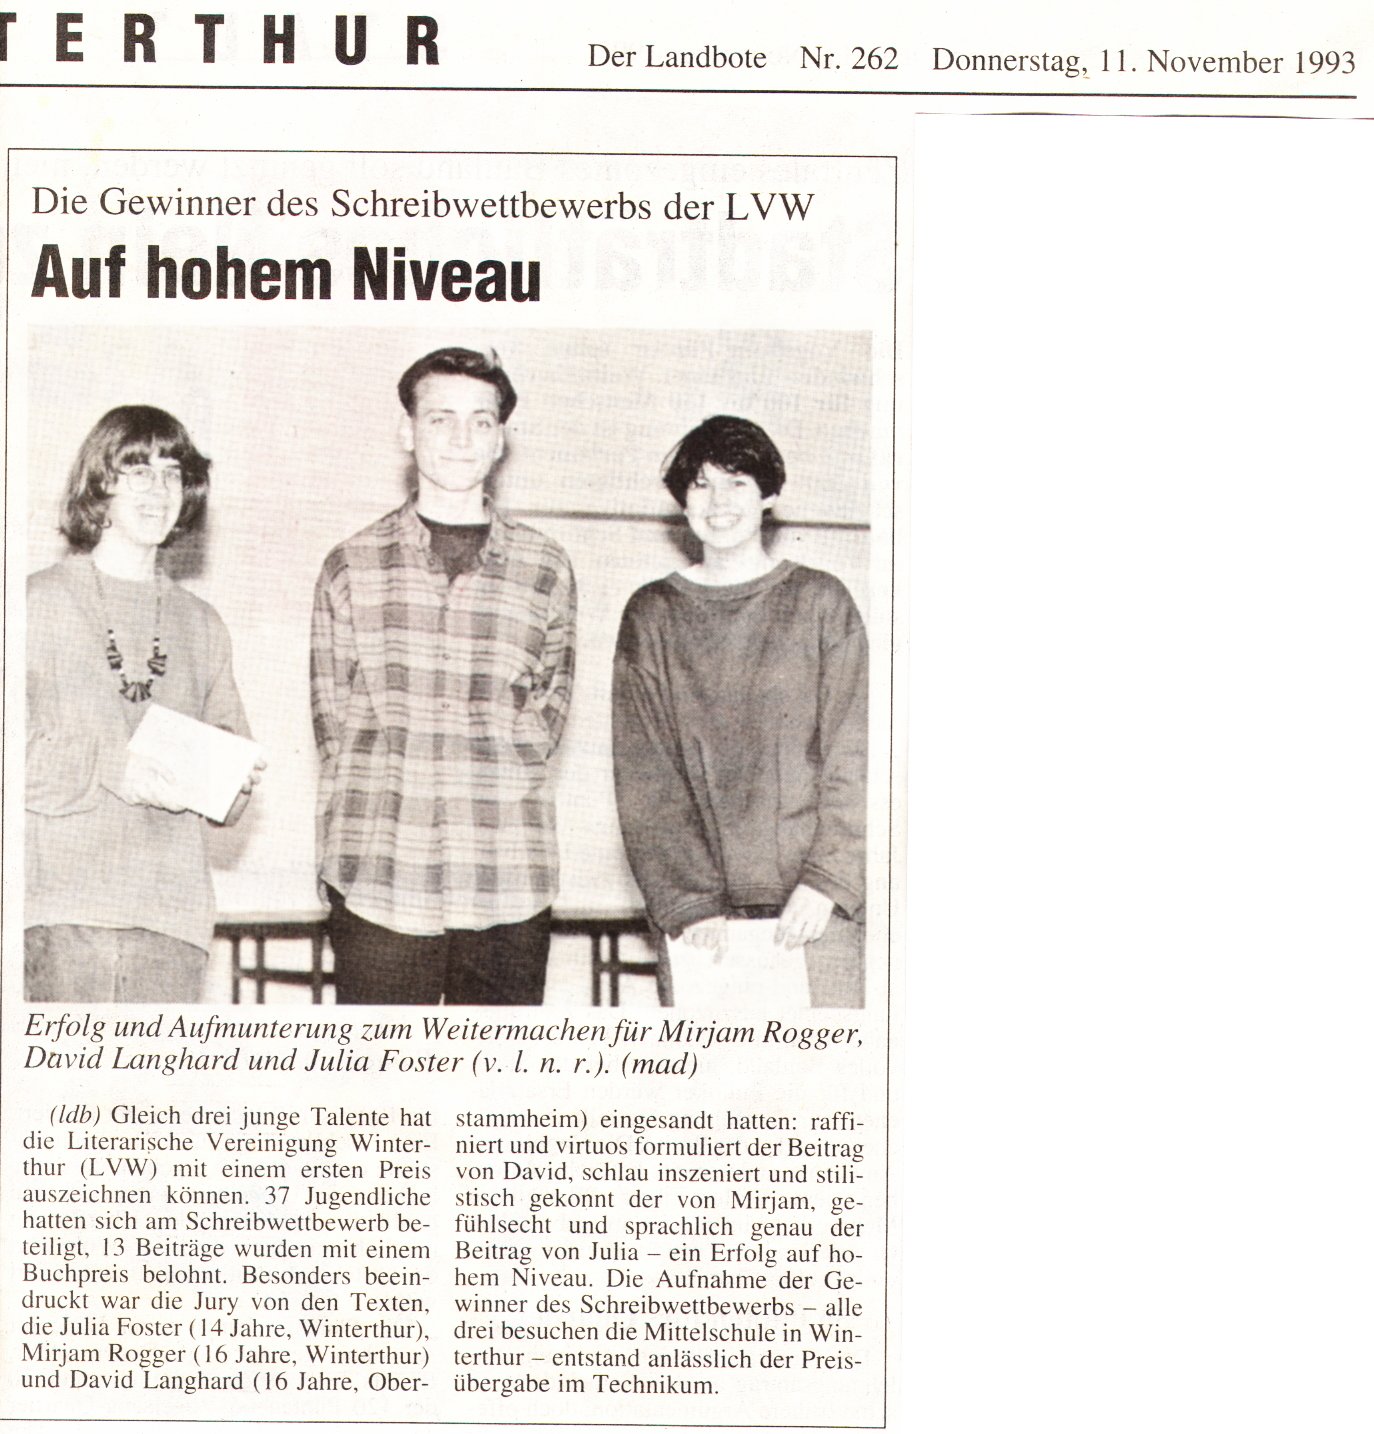 TERTHUR
Der Landbote Nr. 262 Donnerstag, 11. November 1993
Die Gewinner des Schreibwettbewerbs der LVW
Auf hohem Niveau
Erfolg und Aufmunterung zum Weitermachen für Mirjam Rogger,
David Langhard und Julia Foster (v. l. n. r.). (mad)
(ldb) Gleich drei junge Talente hat
die Literarische Vereinigung Winter-
thur (LVW) mit einem ersten Preis
auszeichnen können. 37 Jugendliche
hatten sich am Schreibwettbewerb be-
teiligt, 13 Beiträge wurden mit einem
Buchpreis belohnt. Besonders beein-
druckt war die Jury von den Texten,
die Julia Foster (14 Jahre, Winterthur),
Mirjam Rogger (16 Jahre, Winterthur)
und David Langhard (16 Jahre, Ober-
stammheim) eingesandt hatten: raffi-
niert und virtuos formuliert der Beitrag
von David, schlau inszeniert und stili-
stisch gekonnt der von Mirjam, ge-
fühlsecht und sprachlich genau der
Beitrag von Julia – ein Erfolg auf ho-
hem Niveau. Die Aufnahme der Ge-
winner des Schreibwettbewerbs – alle
drei besuchen die Mittelschule in Win-
terthur – entstand anlässlich der Preis-
übergabe im Technikum.